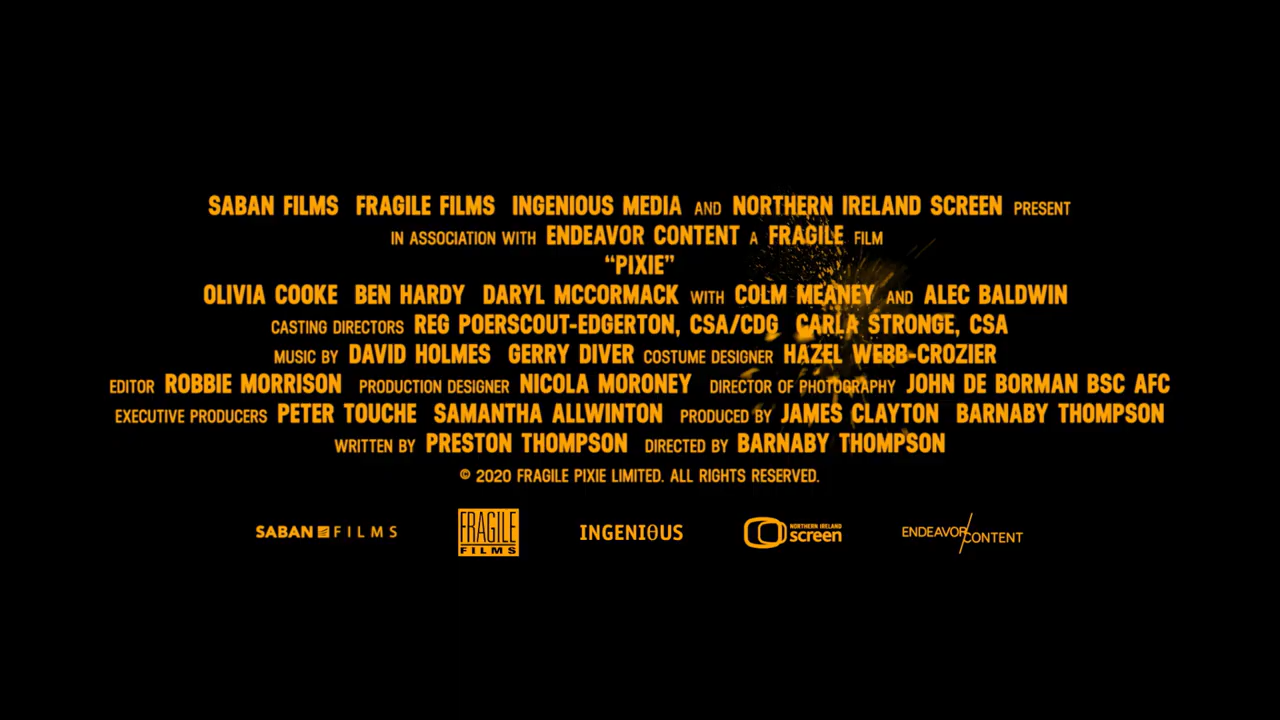 SABAN FILMS FRAGILE FILMS INGENIOUS MEDIA AND NORTHERN IRELAND SCREEN PRESENT
IN ASSOCIATION WITH ENDEAVOR CONTENT A FRAGILE FILM
“PIXIE”
OLIVIA COOKE BEN HARDY DARYL MCCORMACK WITH COLM MEANEY AND ALEC BALDWIN
CASTING DIRECTORS REG POERSCOUT-EDGERTON, CSA/CDG CARLA STRONGE, CSA
MUSIC BY DAVID HOLMES GERRY DIVER COSTUME DESIGNER HAZEL WEBB-CROZIER
EDITOR ROBBIE MORRISON PRODUCTION DESIGNER NICOLA MORONEY DIRECTOR OF PHOTOGRAPHY JOHN DE BORMAN BSC AFC
EXECUTIVE PRODUCERS PETER TOUCHE SAMANTHA ALLWINTON PRODUCED BY JAMES CLAYTON BARNABY THOMPSON
WRITTEN BY PRESTON THOMPSON DIRECTED BY BARNABY THOMPSON
© 2020 FRAGILE PIXIE LIMITED. ALL RIGHTS RESERVED.
SABAN FILMS
FRAGILE
FILMS
INGENIθUS
NORTHERN IRELAND
screen
ENDEAVOR
CONTENT